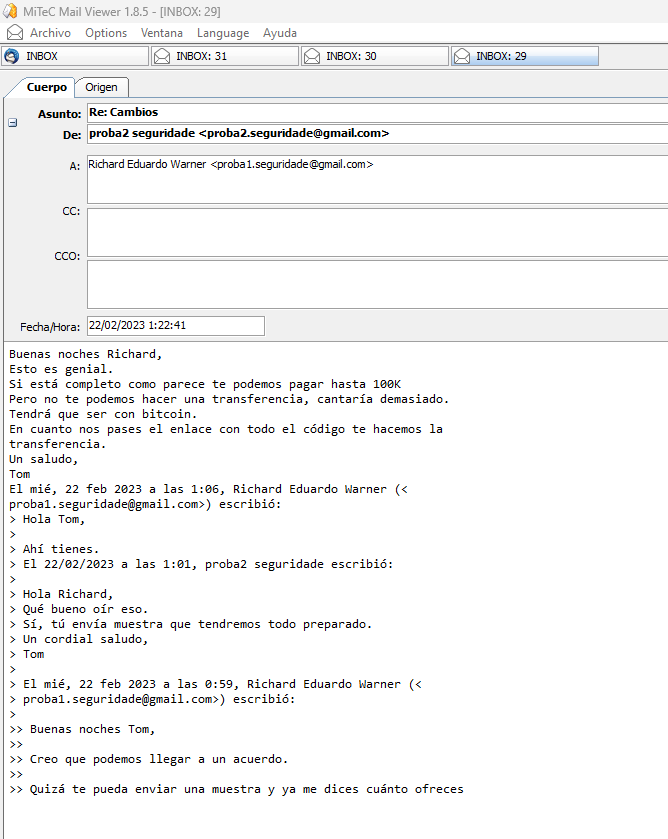 MiTeC Mail Viewer 1.8.5 - [INBOX: 29]
Archivo Options Ventana Language Ayuda
INBOX INBOX: 31 INBOX: 30 INBOX: 29
Cuerpo Origen
Asunto: Re: Cambios
De: proba2 seguridade <proba2.seguridade@gmail.com>
A: Richard Eduardo Warner <proba1.seguridade@gmail.com>
CC:
CCO:
Fecha/Hora: 22/02/2023 1:22:41
Buenas noches Richard,
Esto es genial.
Si está completo como parece te podemos pagar hasta 100K
Pero no te podemos hacer una transferencia, cantaría demasiado.
Tendrá que ser con bitcoin.
En cuanto nos pases el enlace con todo el código te hacemos la
transferencia.
Un saludo,
Tom
El mié, 22 feb 2023 a las 1:06, Richard Eduardo Warner (<
proba1.seguridade@gmail.com>) escribió:
> Hola Tom,
>
> Ahí tienes.
> El 22/02/2023 a las 1:01, proba2 seguridade escribió:
>
> Hola Richard,
> Qué bueno oír eso.
> Sí, tú envía muestra que tendremos todo preparado.
> Un cordial saludo,
> Tom
>
> El mié, 22 feb 2023 a las 0:59, Richard Eduardo Warner (<
> proba1.seguridade@gmail.com>) escribió:
>
>> Buenas noches Tom,
>>
>> Creo que podemos llegar a un acuerdo.
>>
>> Quizá te pueda enviar una muestra y ya me dices cuánto ofreces